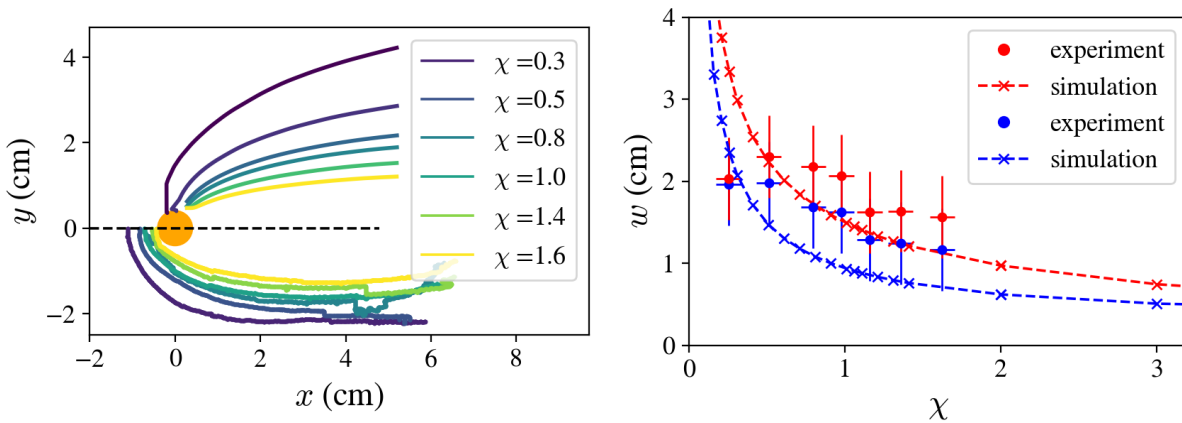 4
2
0
−2
y (cm)
−2
0
2
4
6
8
x (cm)
χ =0.3
χ =0.5
χ =0.8
χ =1.0
χ =1.4
χ =1.6
4
3
2
1
0
w (cm)
0
1
2
3
χ
experiment
simulation
experiment
simulation